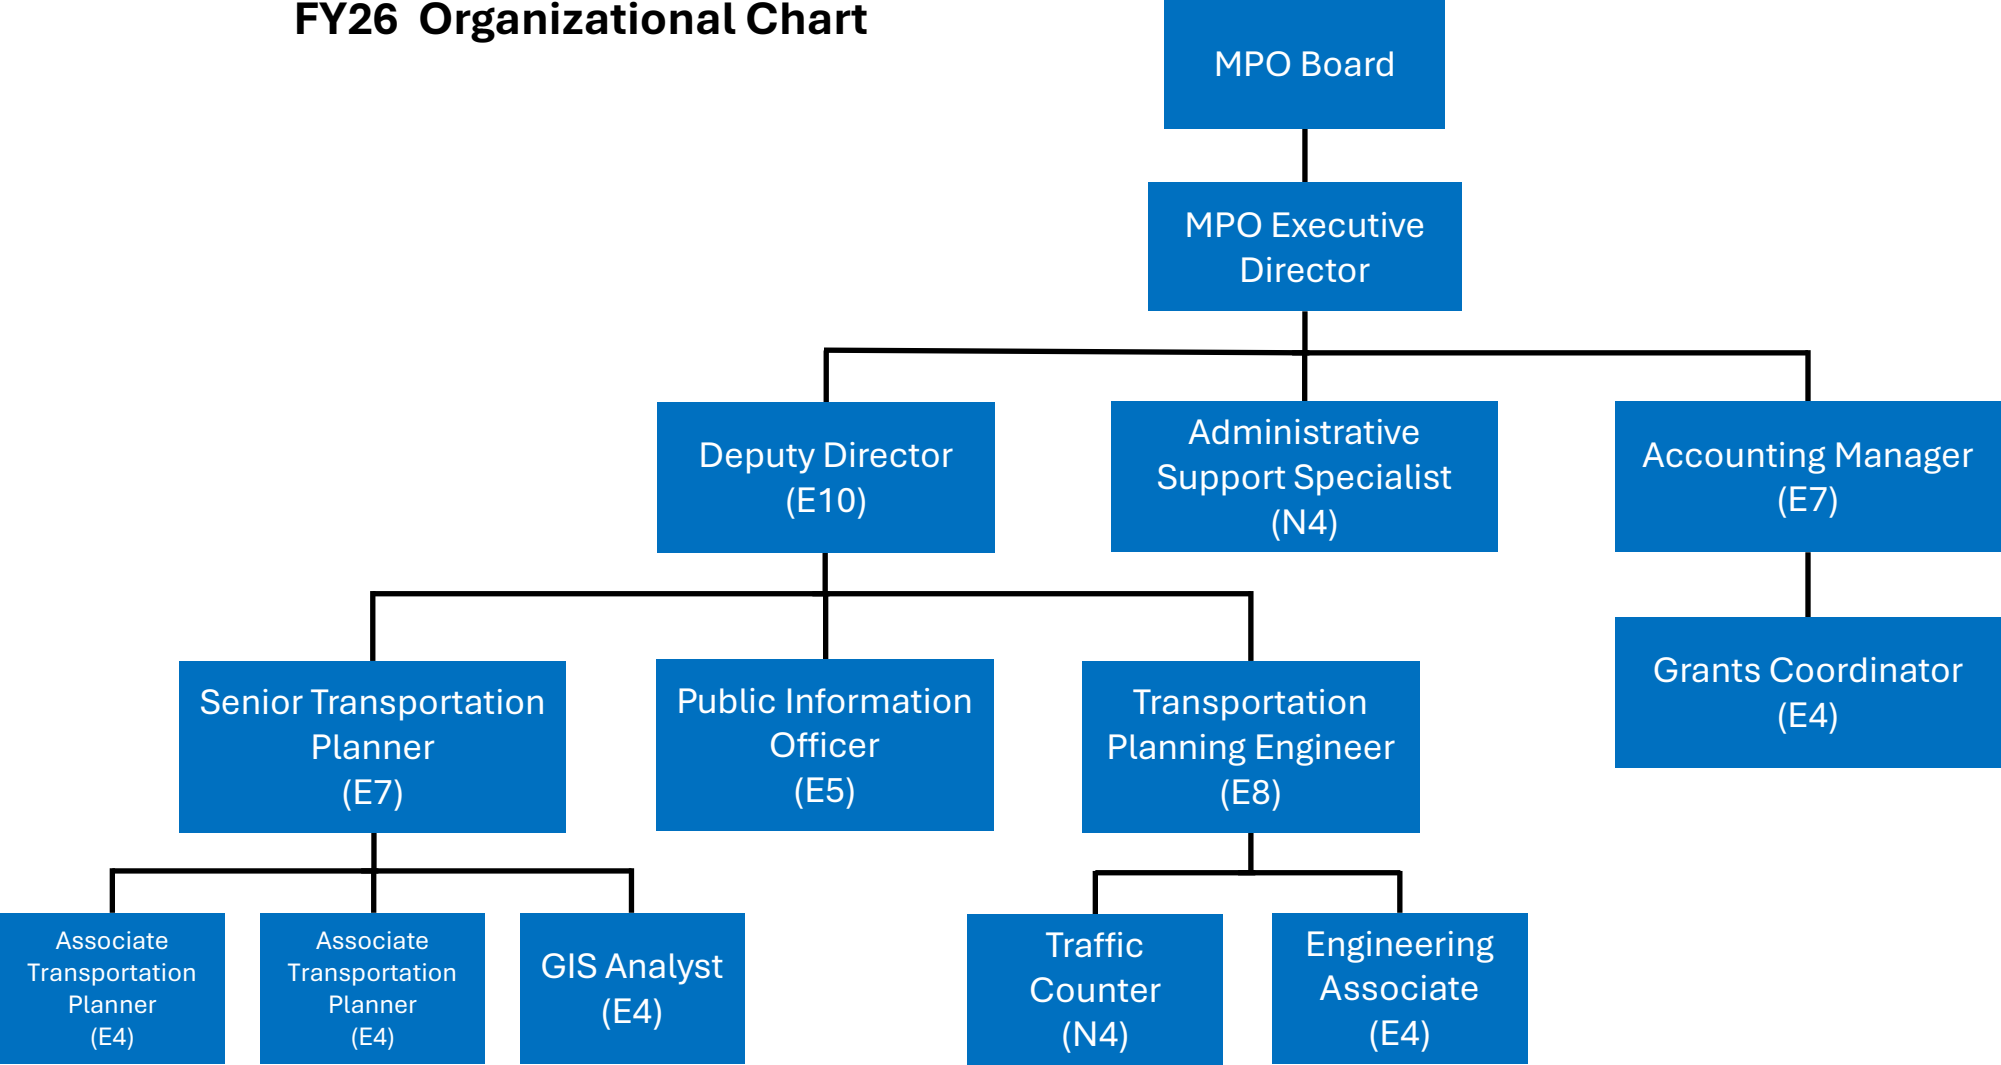 FY26 Organizational Chart
MPO Board
MPO Executive
Director
Deputy Director
(E10)
Administrative
Support Specialist
(N4)
Accounting Manager
(E7)
Senior Transportation
Planner
(E7)
Public Information
Officer
(E5)
Transportation
Planning Engineer
(E8)
Grants Coordinator
(E4)
Associate
Transportation
Planner
(E4)
Associate
Transportation
Planner
(E4)
GIS Analyst
(E4)
Traffic
Counter
(N4)
Engineering
Associate
(E4)